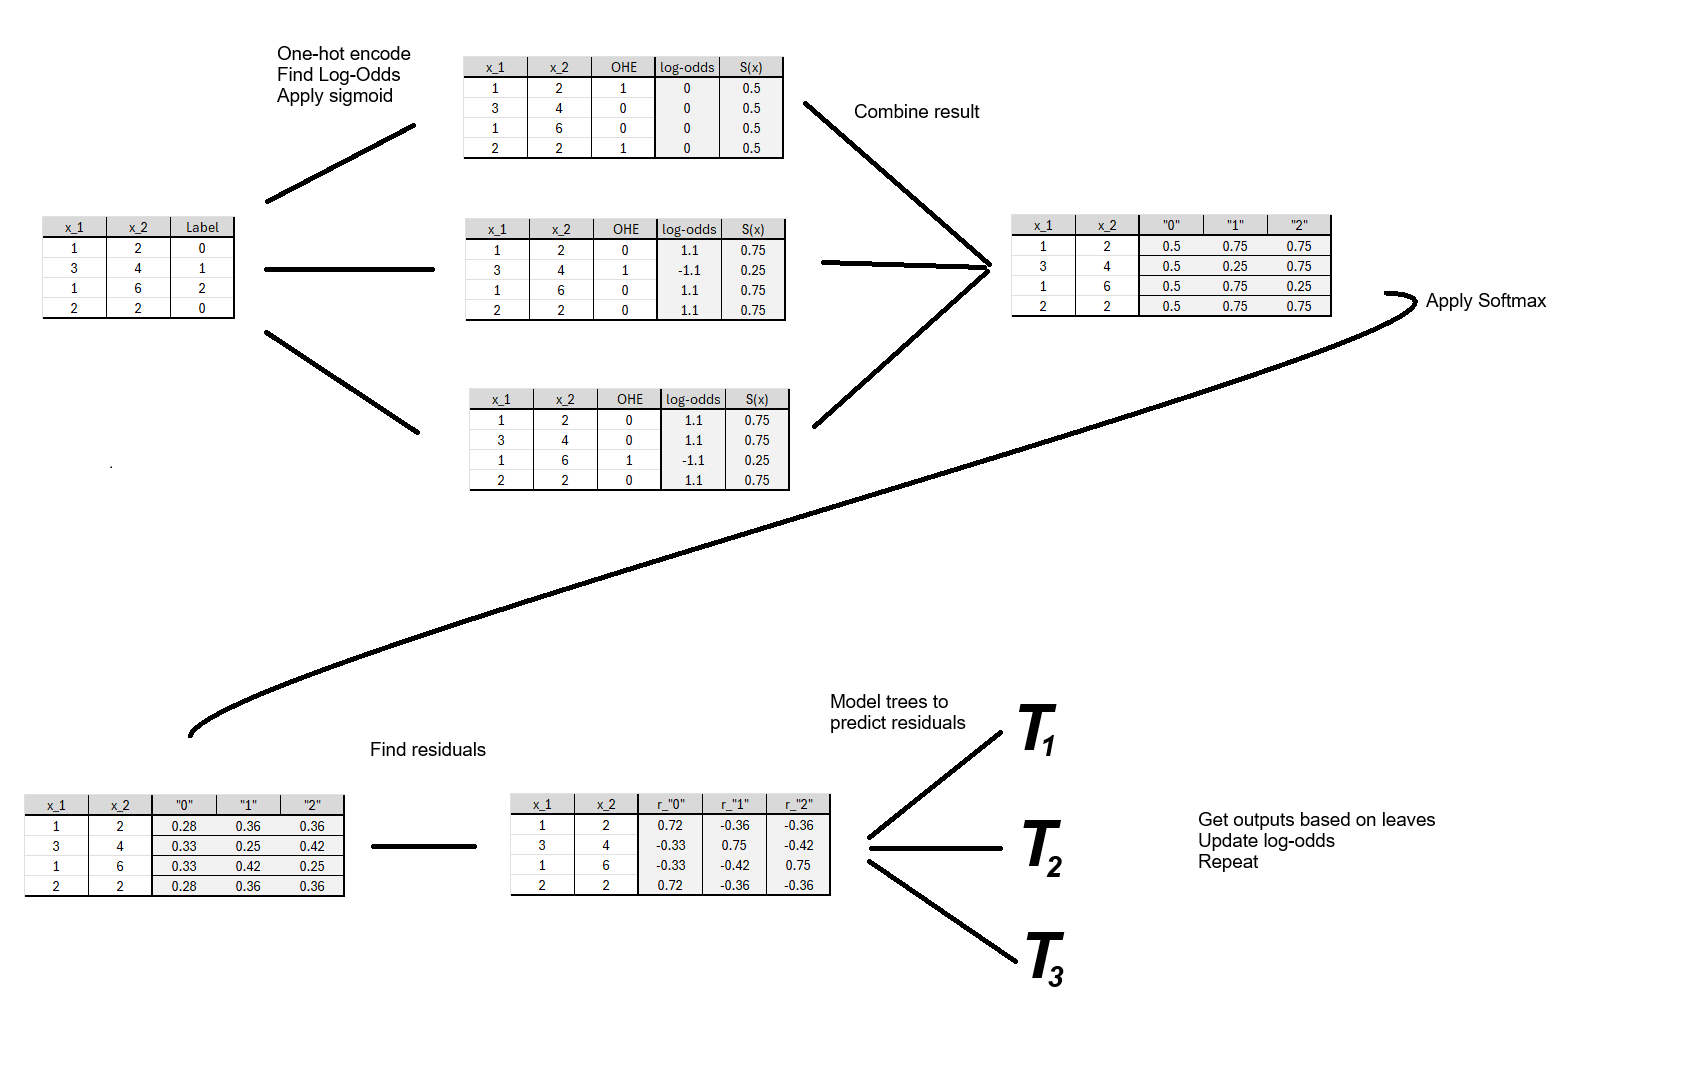 One-hot encode
Find Log-Odds
Apply sigmoid
x_1 x_2 OHE log-odds S(x)
1 2 1 0 0.5
3 4 0 0 0.5
1 6 0 0 0.5
2 2 1 0 0.5
Combine result
x_1 x_2 Label
1 2 0
3 4 1
1 6 2
2 2 0
x_1 x_2 OHE log-odds S(x)
1 2 0 1.1 0.75
3 4 1 -1.1 0.25
1 6 0 1.1 0.75
2 2 0 1.1 0.75
x_1 x_2 "0" "1" "2"
1 2 0.5 0.75 0.75
3 4 0.5 0.25 0.75
1 6 0.5 0.75 0.25
2 2 0.5 0.75 0.75
Apply Softmax
x_1 x_2 OHE log-odds S(x)
1 2 0 1.1 0.75
3 4 0 1.1 0.75
1 6 1 -1.1 0.25
2 2 0 1.1 0.75
Find residuals
x_1 x_2 "0" "1" "2"
1 2 0.28 0.36 0.36
3 4 0.33 0.25 0.42
1 6 0.33 0.42 0.25
2 2 0.28 0.36 0.36
x_1 x_2 r_"0" r_"1" r_"2"
1 2 0.72 -0.36 -0.36
3 4 -0.33 0.75 -0.42
1 6 -0.33 -0.42 0.75
2 2 0.72 -0.36 -0.36
Model trees to
predict residuals
T1
T2
T3
Get outputs based on leaves
Update log-odds
Repeat